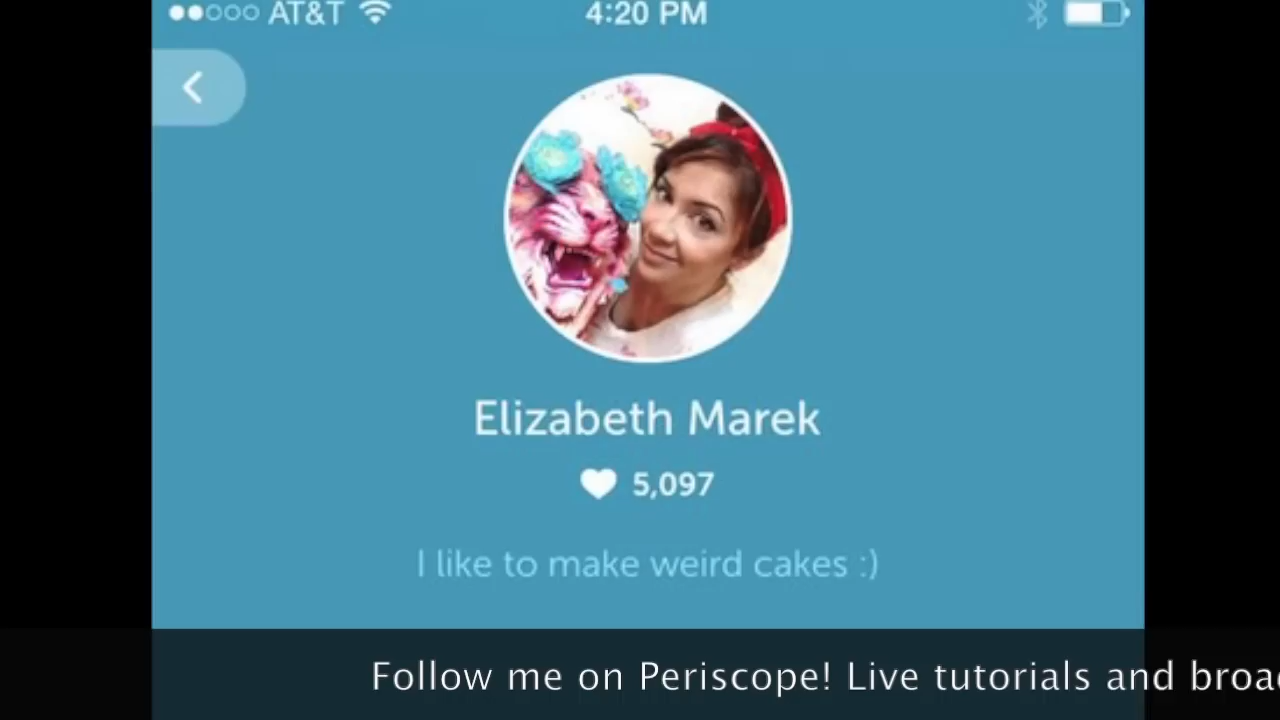 AT&T 4:20 PM
Elizabeth Marek
5,097
I like to make weird cakes :)
Follow me on Periscope! Live tutorials and broa